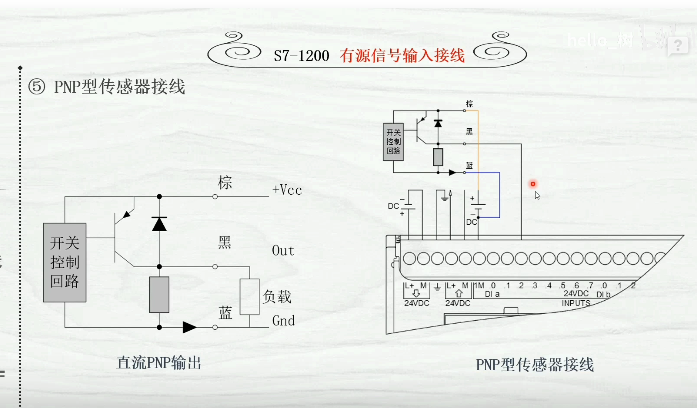 S7-1200 有源信号输入接线
?
⑤ PNP型传感器接线
棕
+Vcc
开关
控制
回路
黑
Out
负载
蓝
Gnd
直流PNP输出
棕
开关
控制
回路
黑
蓝
DC
DC
L+ M L+ M 1M .0 .1 .2 .3 .4 .5 .6 .7 .0 .1 .2
24VDC 24VDC DI a 24VDC DI b
INPUTS
PNP型传感器接线